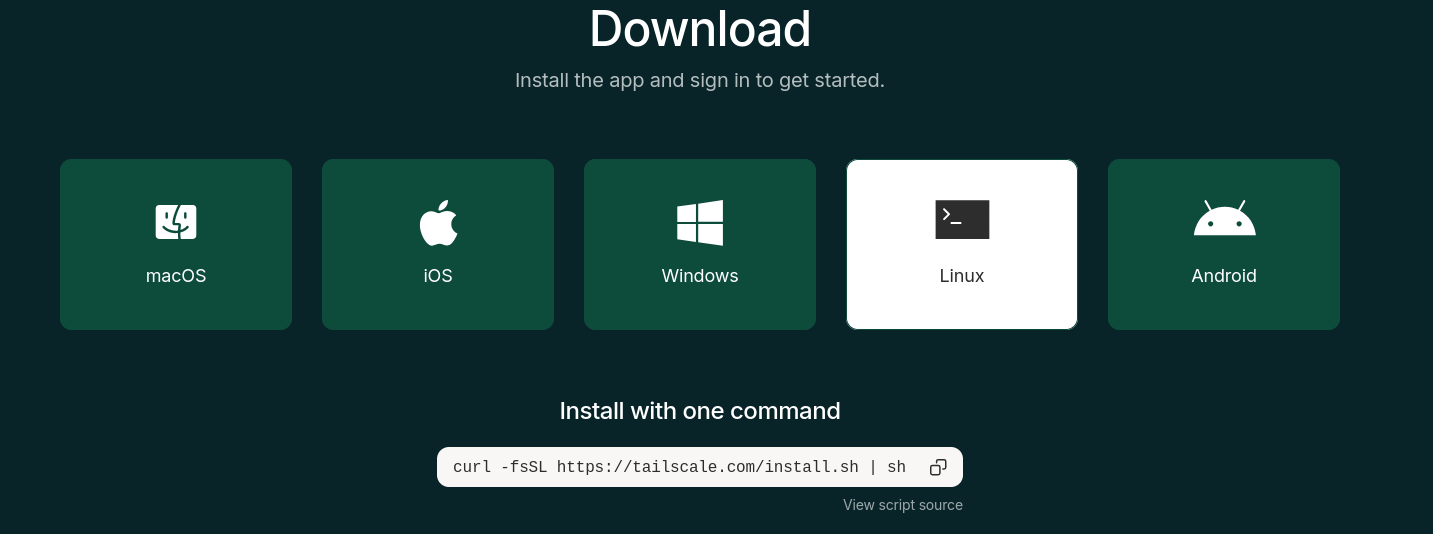 Download
Install the app and sign in to get started.
macOS
iOS
Windows
>_
Linux
Android
Install with one command
curl -fsSL https://tailscale.com/install.sh | sh
View script source